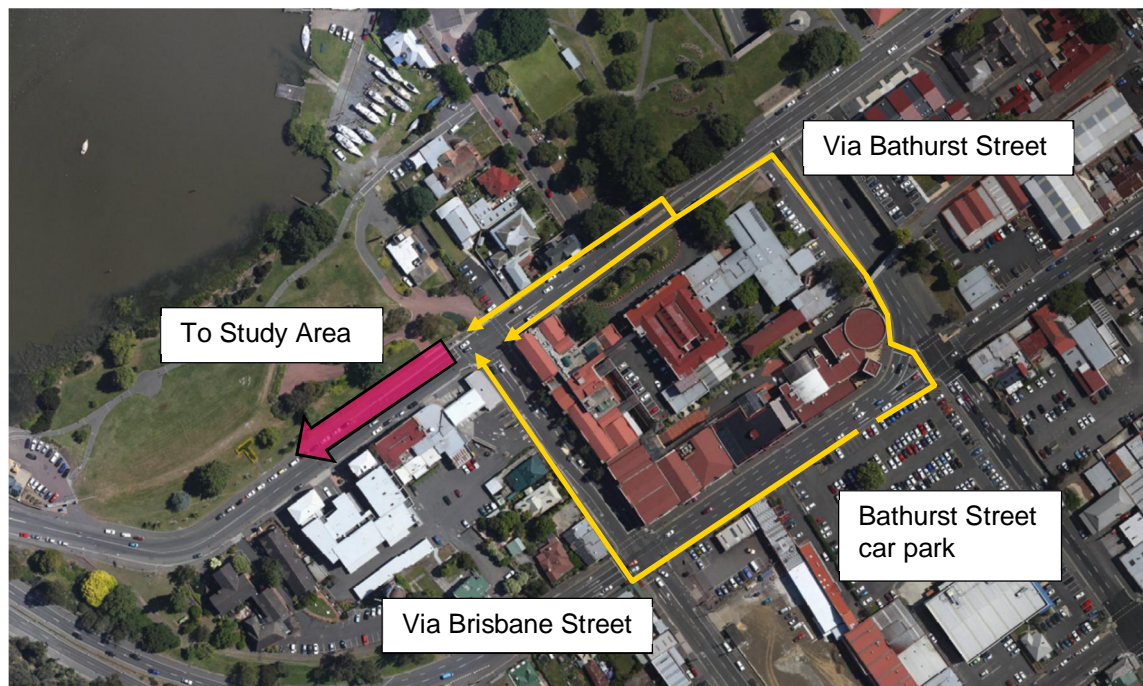 Via Bathurst Street
To Study Area
Bathurst Street
car park
Via Brisbane Street